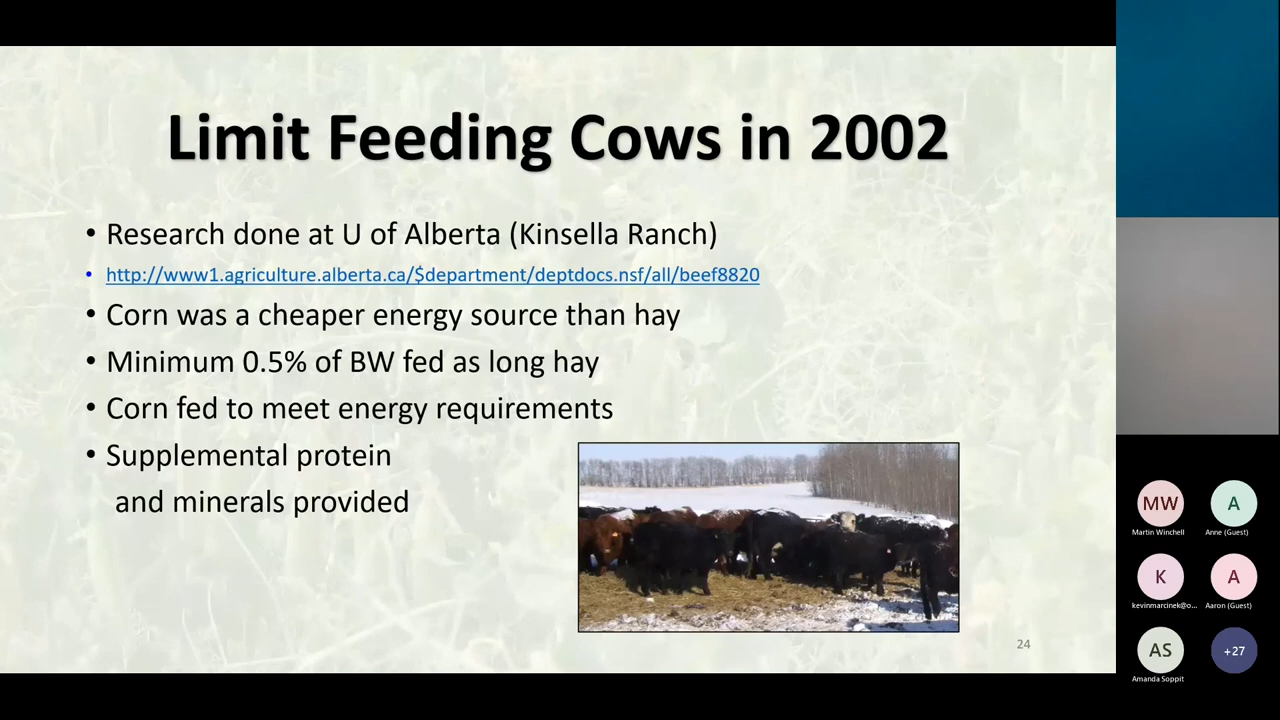 Limit Feeding Cows in 2002
• Research done at U of Alberta (Kinsella Ranch)
• http://www1.agriculture.alberta.ca/$department/deptdocs.nsf/all/beef8820
• Corn was a cheaper energy source than hay
• Minimum 0.5% of BW fed as long hay
• Corn fed to meet energy requirements
• Supplemental protein
and minerals provided
24
MW
Martin Winchell
A
Anne (Guest)
K
kevinmarcinek@o...
A
Aaron (Guest)
AS
Amanda Soppit
+27